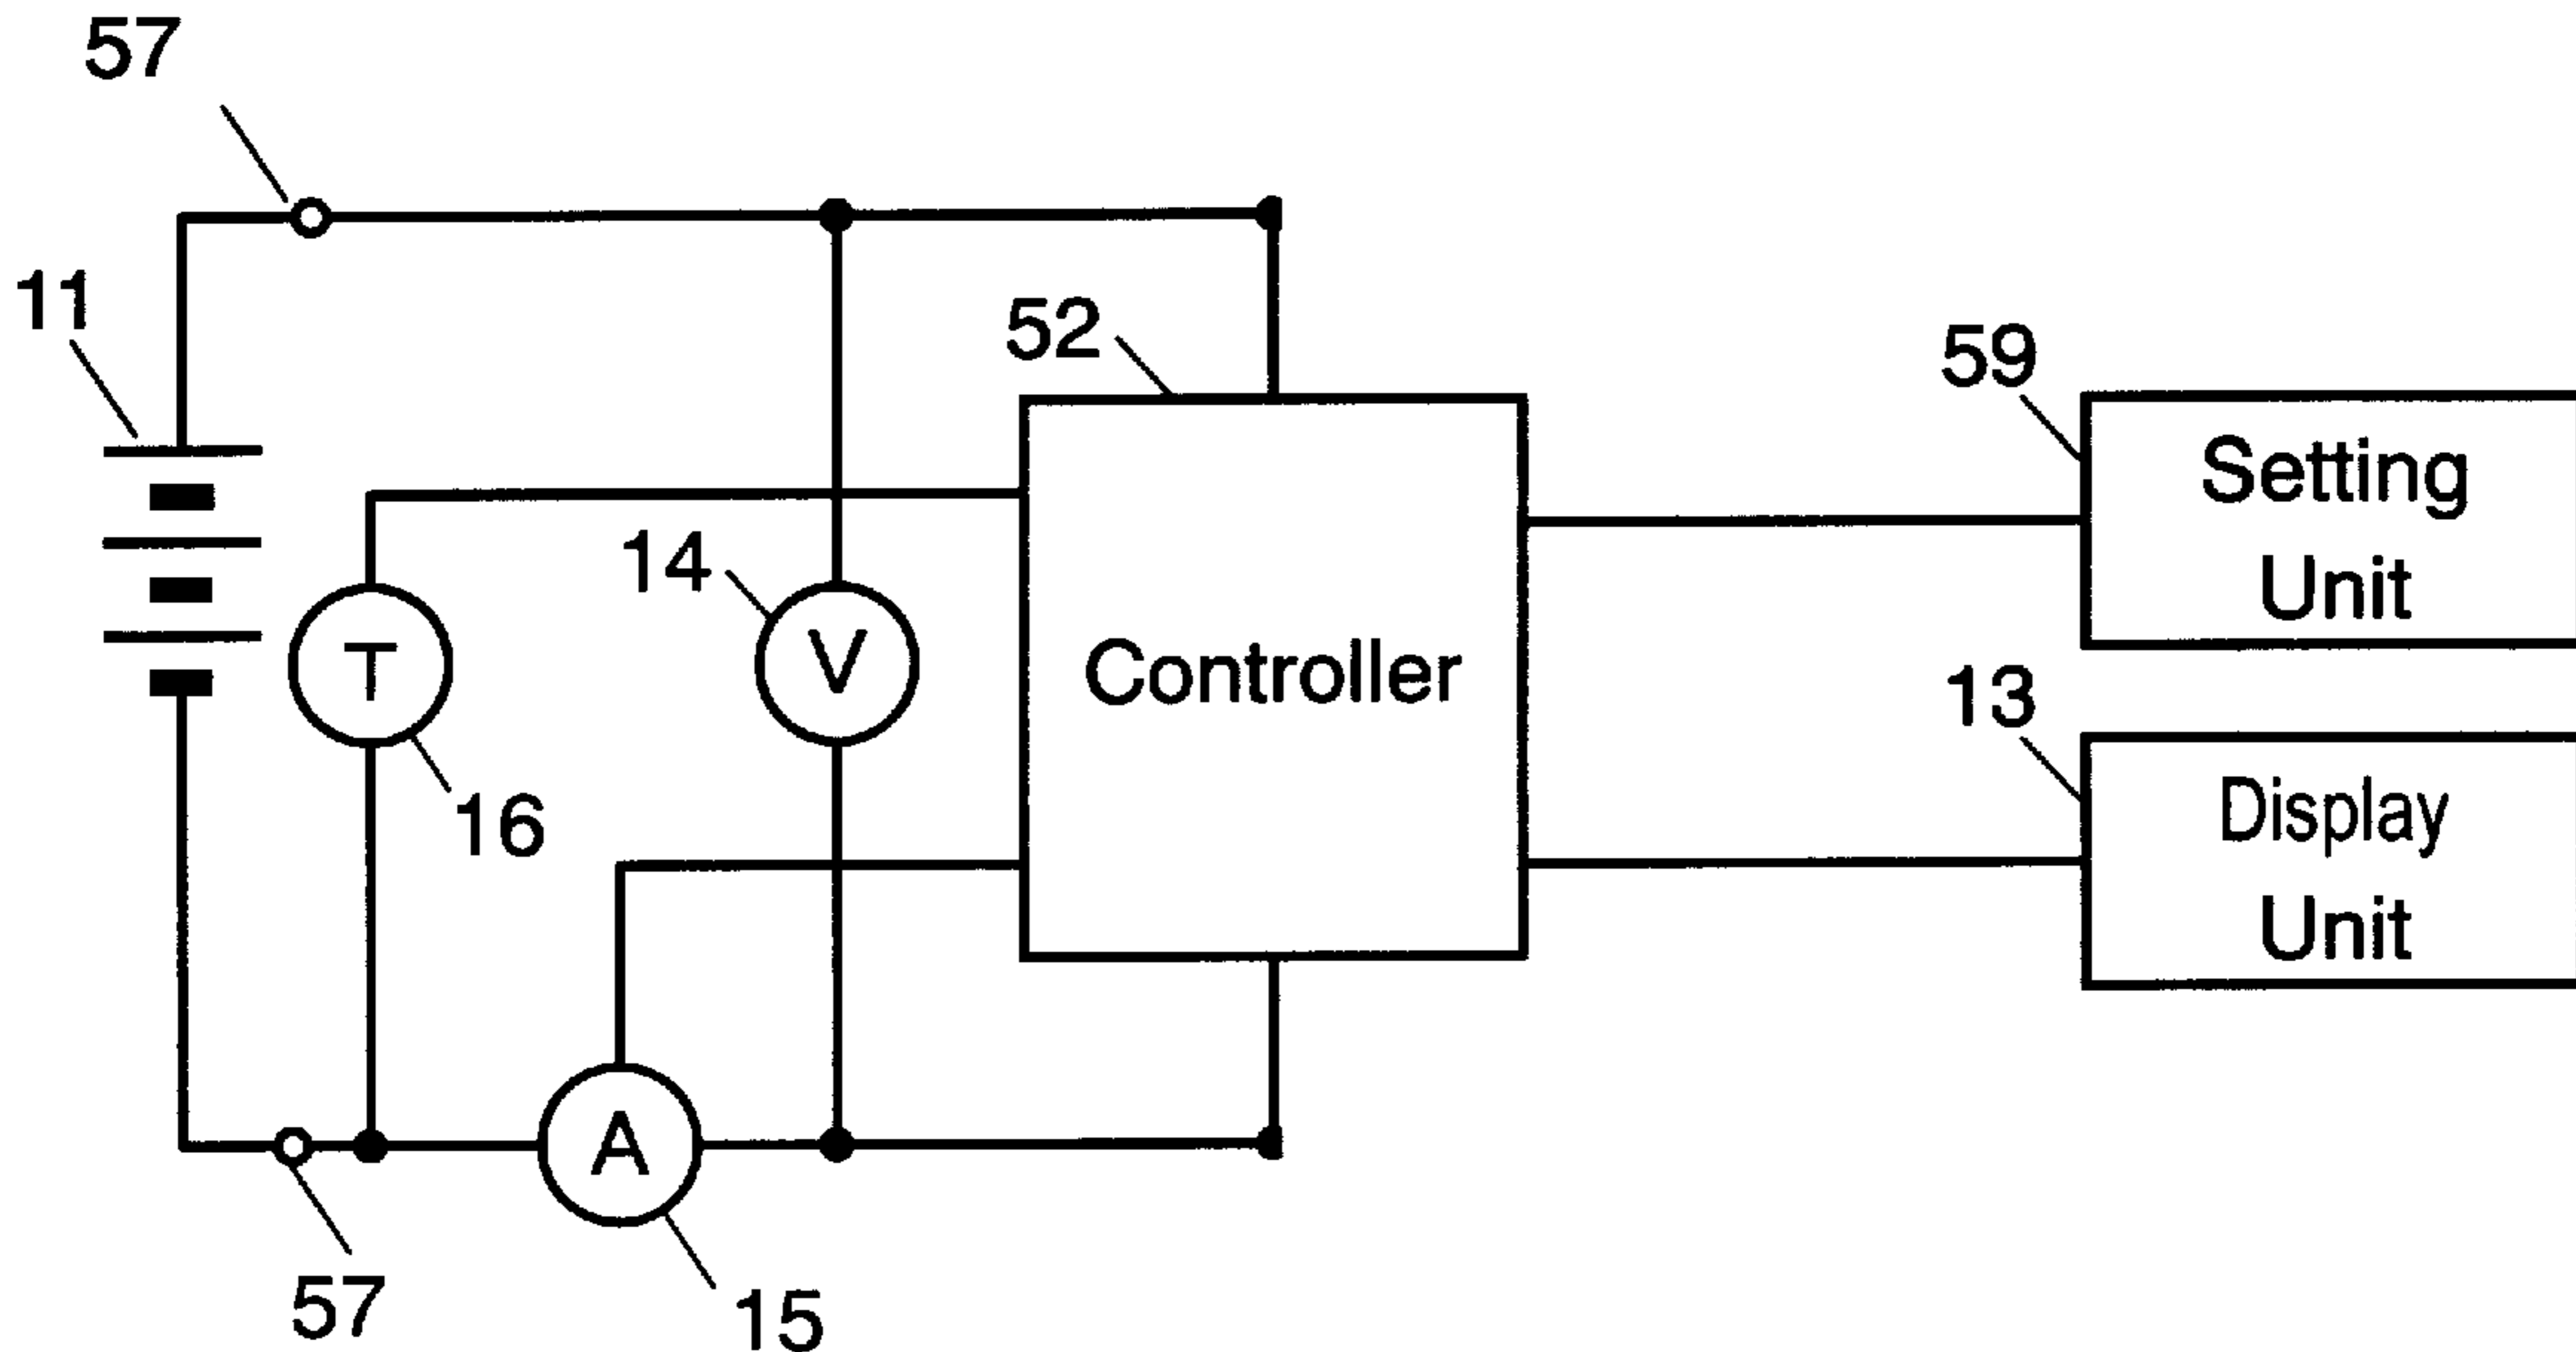 57
11
52
59
Setting
Unit
14
T
V
Controller
13
16
Display
Unit
A
57
15